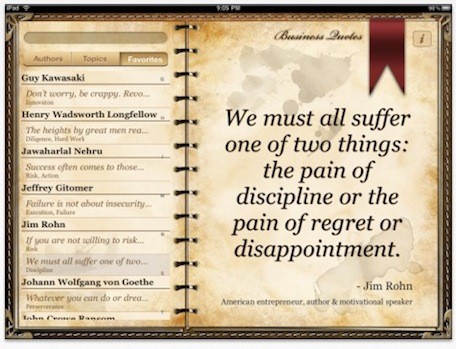 iPad
9:05 PM
90%
Authors
Topics
Favorites
Guy Kawasaki
Don't worry, be crappy. Revo...
Innovation
Henry Wadsworth Longfellow
The heights by great men rea...
Diligence, Hard Work
Jawaharlal Nehru
Success often comes to those...
Risk, Action
Jeffrey Gitomer
Failure is not about insecurity...
Execution, Failure
Jim Rohn
If you are not willing to risk...
Risk
We must all suffer one of two...
Discipline
Johann Wolfgang von Goethe
Whatever you can do or drea...
Perseverance
John Crowe Ransom
Business Quotes
i
We must all suffer
one of two things:
the pain of
discipline or the
pain of regret or
disappointment.
- Jim Rohn
American entrepreneur, author & motivational speaker